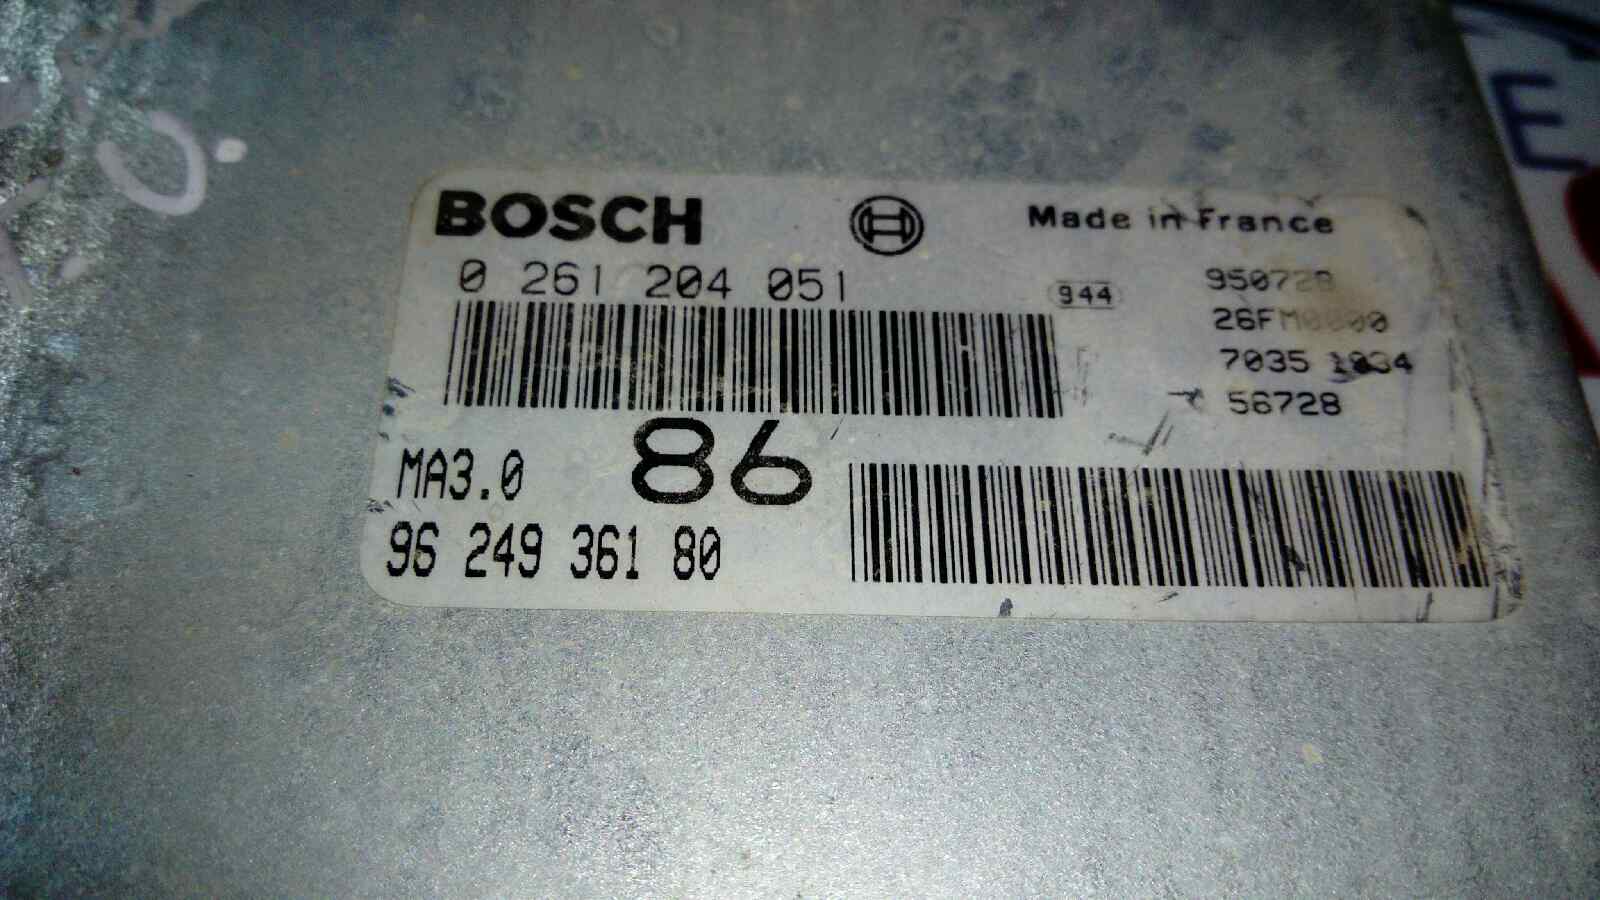 BOSCH
Made in France
0 261 204 051
944
950728
26FM0000
7035 1034
56728
MA3.0
86
96 249 361 80
E